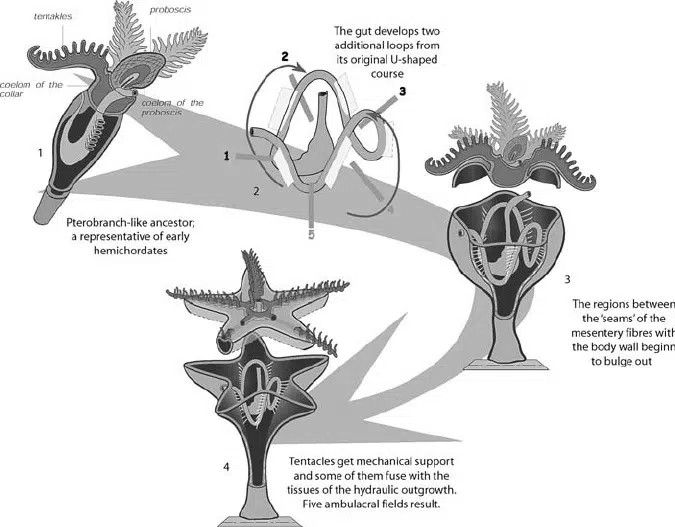 tentakles
proboscis
coelom of the
collar
coelom of the
proboscis
1
Pterobranch-like ancestor;
a representative of early
hemichordates
The gut develops two
additional loops from
its original U-shaped
course
2
3
1
2
4
5
3
The regions between
the 'seams' of the
mesentery fibres with
the body wall beginn
to bulge out
4
Tentacles get mechanical support
and some of them fuse with the
tissues of the hydraulic outgrowth.
Five ambulacral fields result.